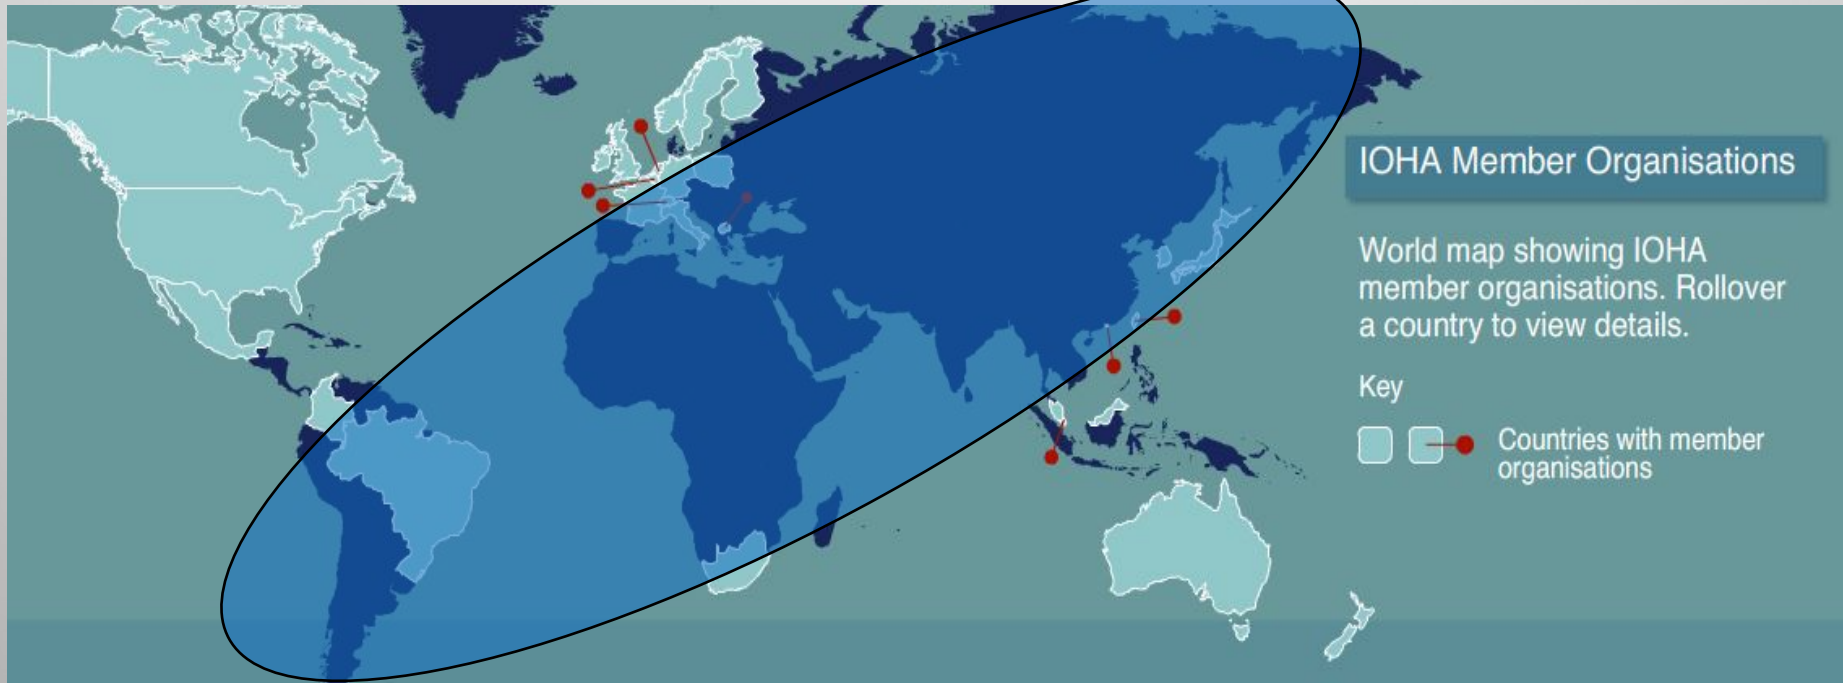 IOHA Member Organisations
World map showing IOHA
member organisations. Rollover
a country to view details.
Key
Countries with member
organisations